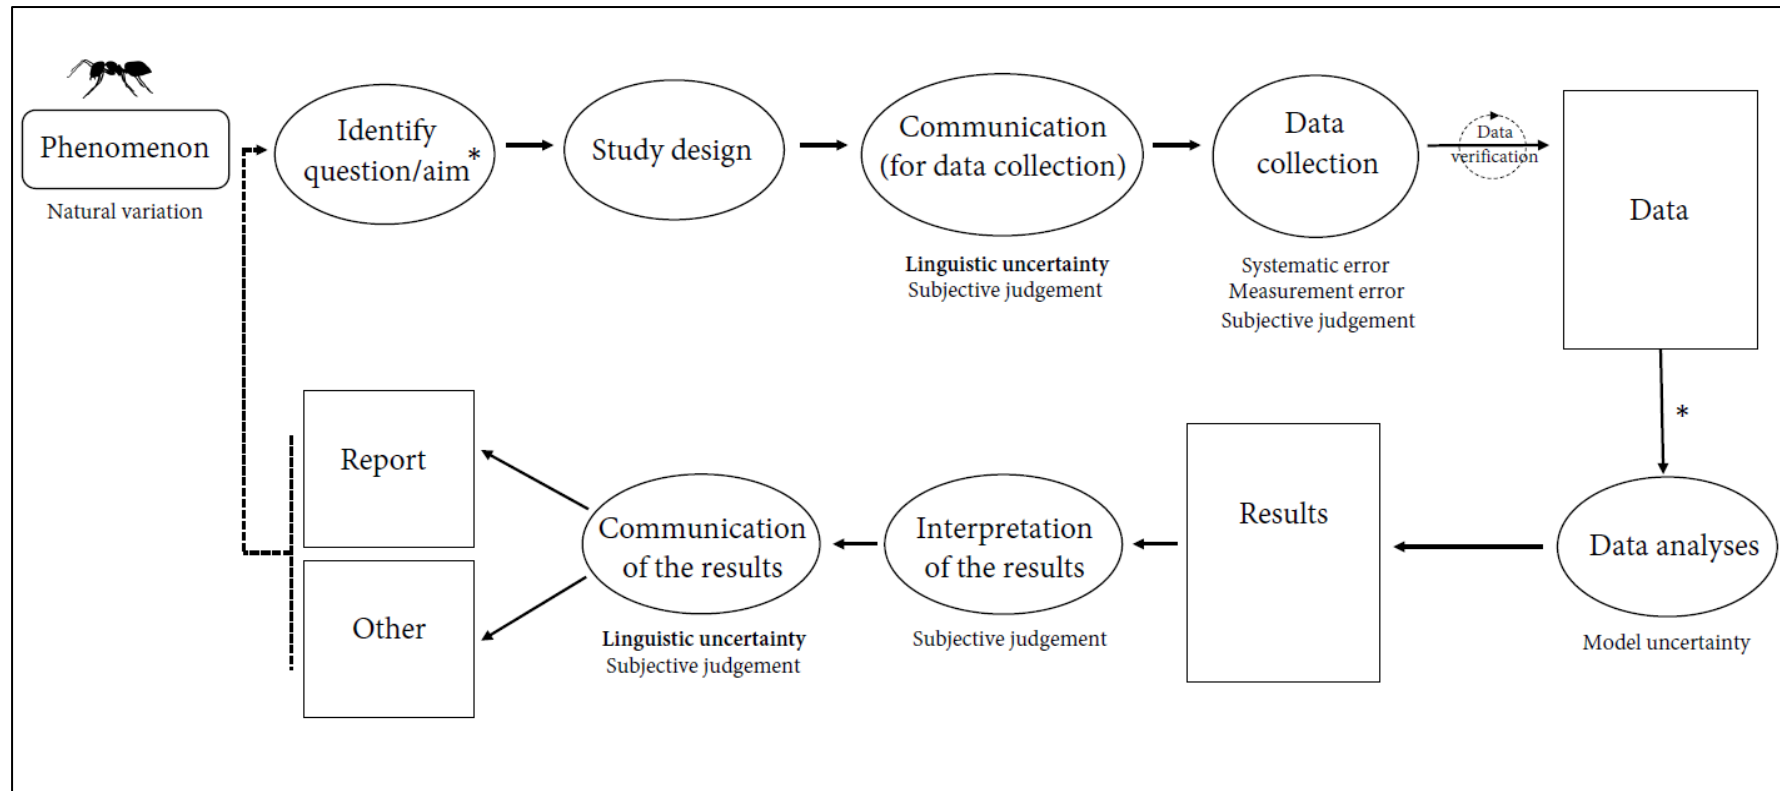 Phenomenon
Natural variation
Identify
question/aim*
Study design
Communication
(for data collection)
Linguistic uncertainty
Subjective judgement
Data
collection
Systematic error
Measurement error
Subjective judgement
Data
verification
Data
*
Data analyses
Model uncertainty
Results
Interpretation
of the results
Subjective judgement
Communication
of the results
Linguistic uncertainty
Subjective judgement
Report
Other